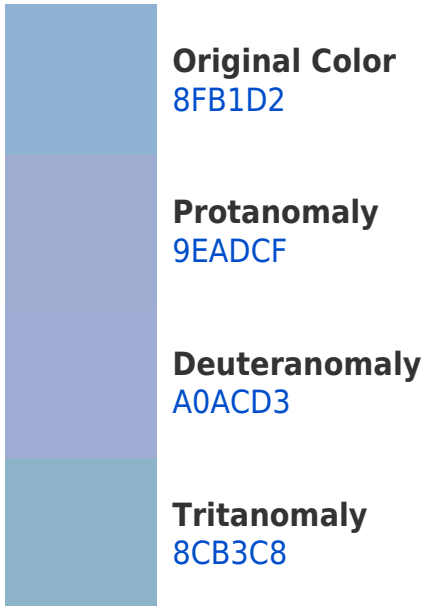 Original Color
8FB1D2
Protanomaly
9EADCF
Deuteranomaly
A0ACD3
Tritanomaly
8CB3C8